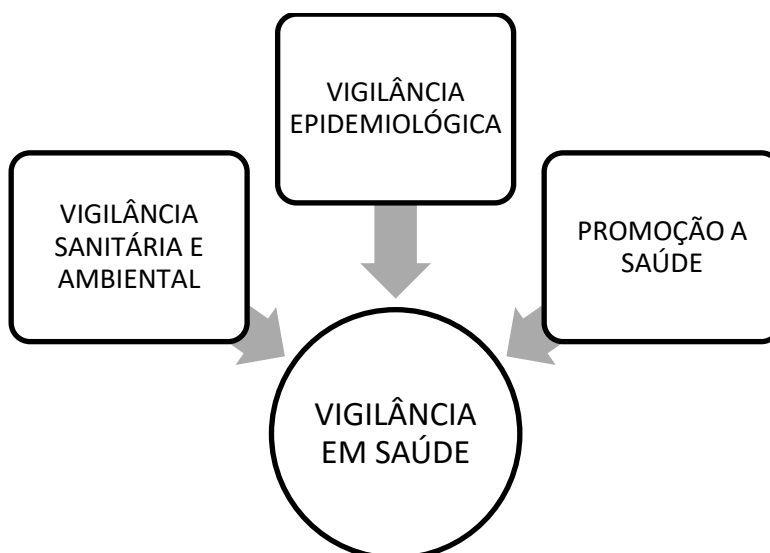 VIGILÂNCIA
EPIDEMIOLÓGICA
VIGILÂNCIA
SANITÁRIA E
AMBIENTAL
PROMOÇÃO A
SAÚDE
VIGILÂNCIA
EM SAÚDE